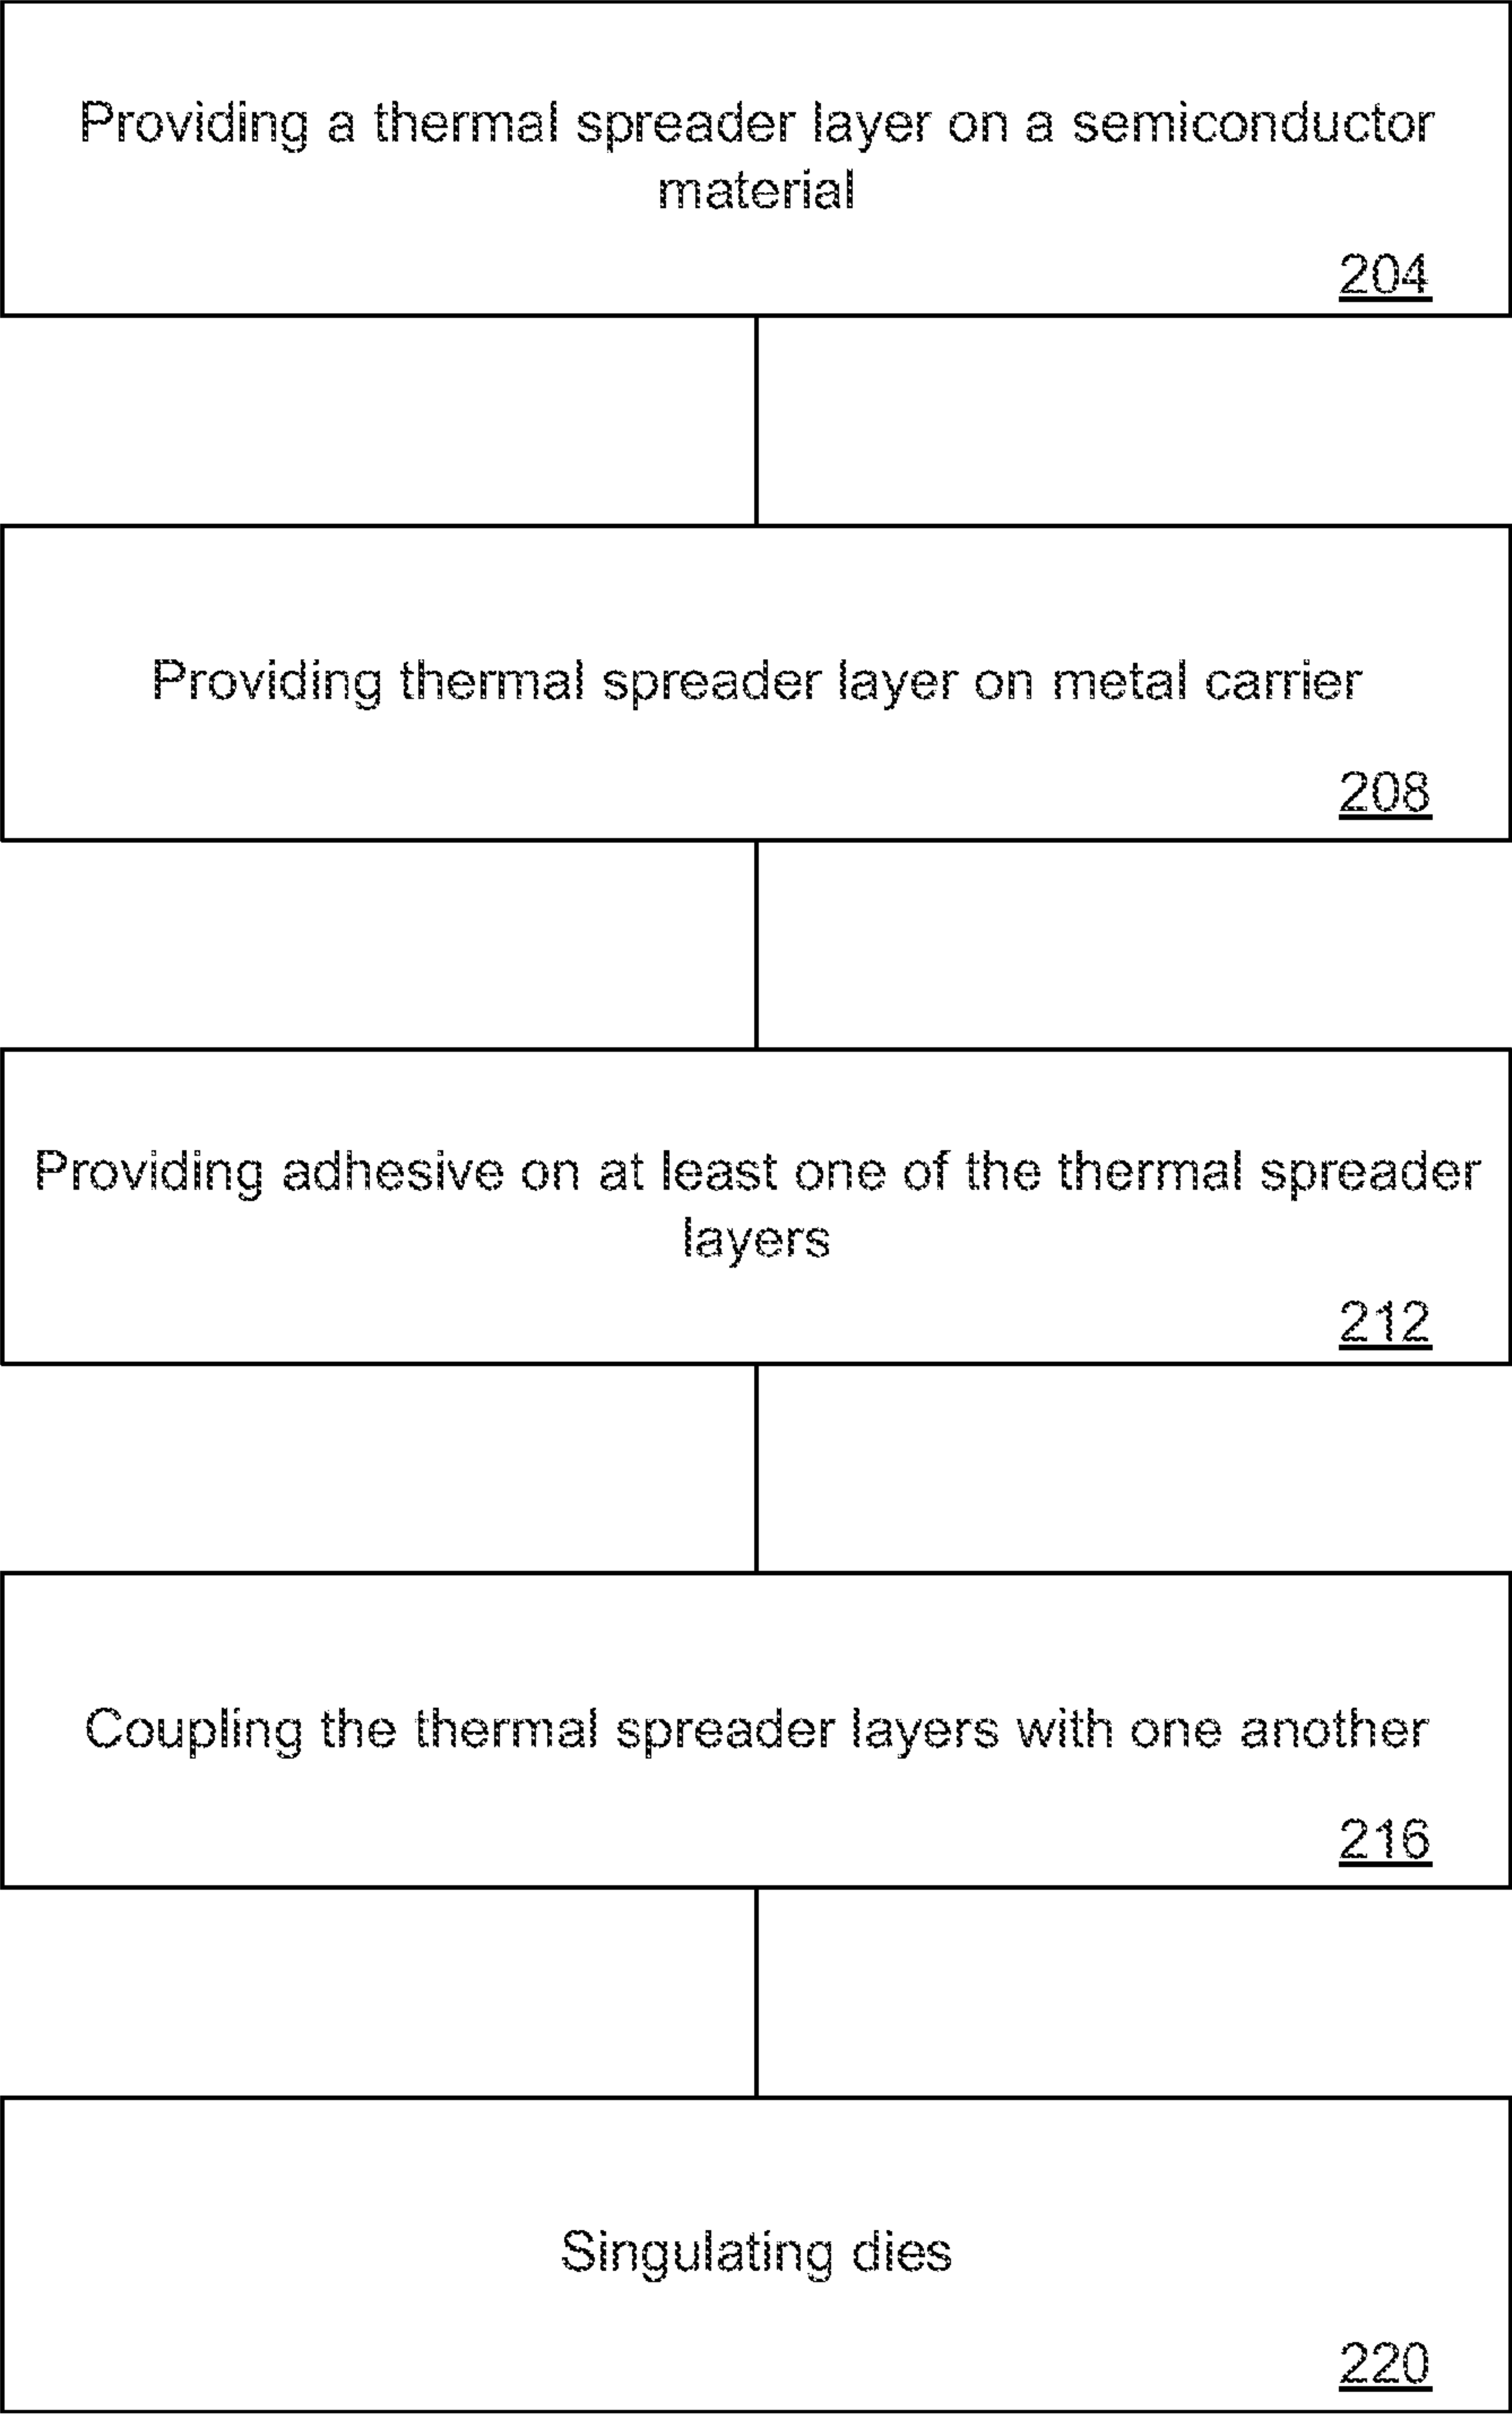 Providing a thermal spreader layer on a semiconductor
material
204
Providing thermal spreader layer on metal carrier
208
Providing adhesive on at least one of the thermal spreader
layers
212
Coupling the thermal spreader layers with one another
216
Singulating dies
220